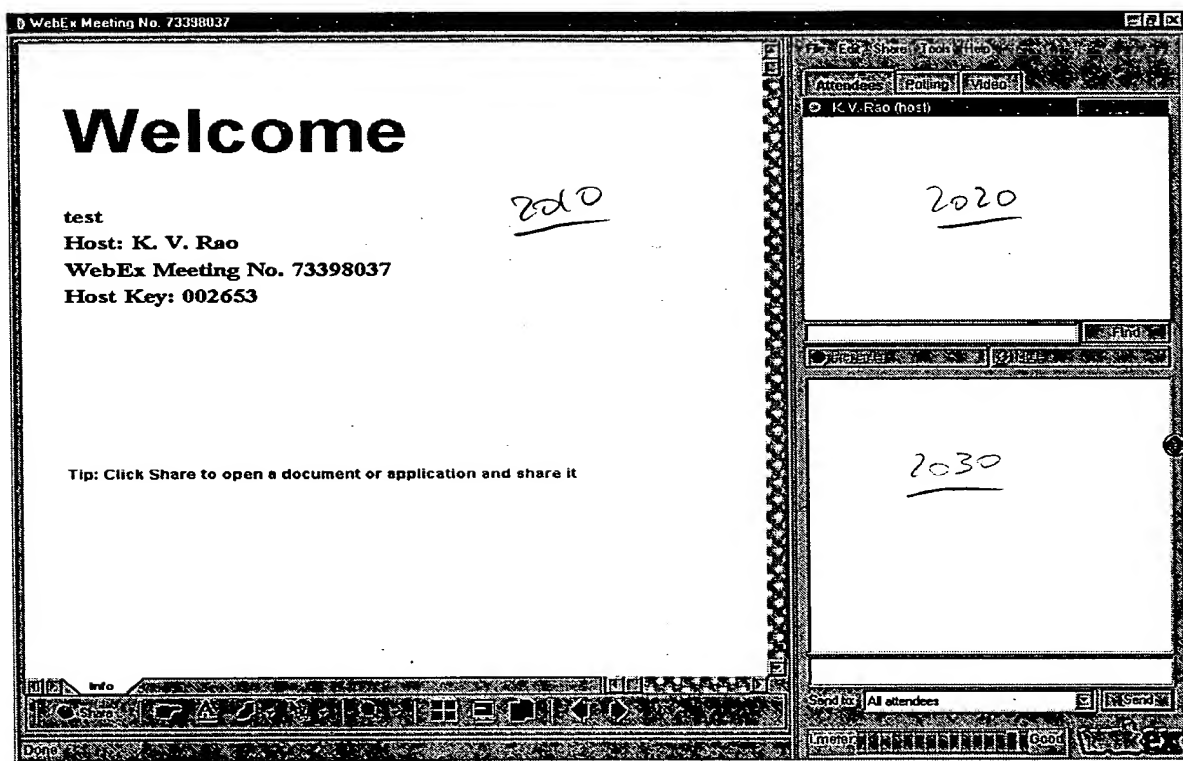 WebEx Meeting No. 73398037
Welcome
2010
test
Host: K. V. Rao
WebEx Meeting No. 73398037
Host Key: 002653
Tip: Click Share to open a document or application and share it
Info
Share
Done
File Edit Share Tools Help
Attendees Polling Video
K. V. Rao (host)
2020
Find
2030
Send to: All attendees Send
Lmeter: Good